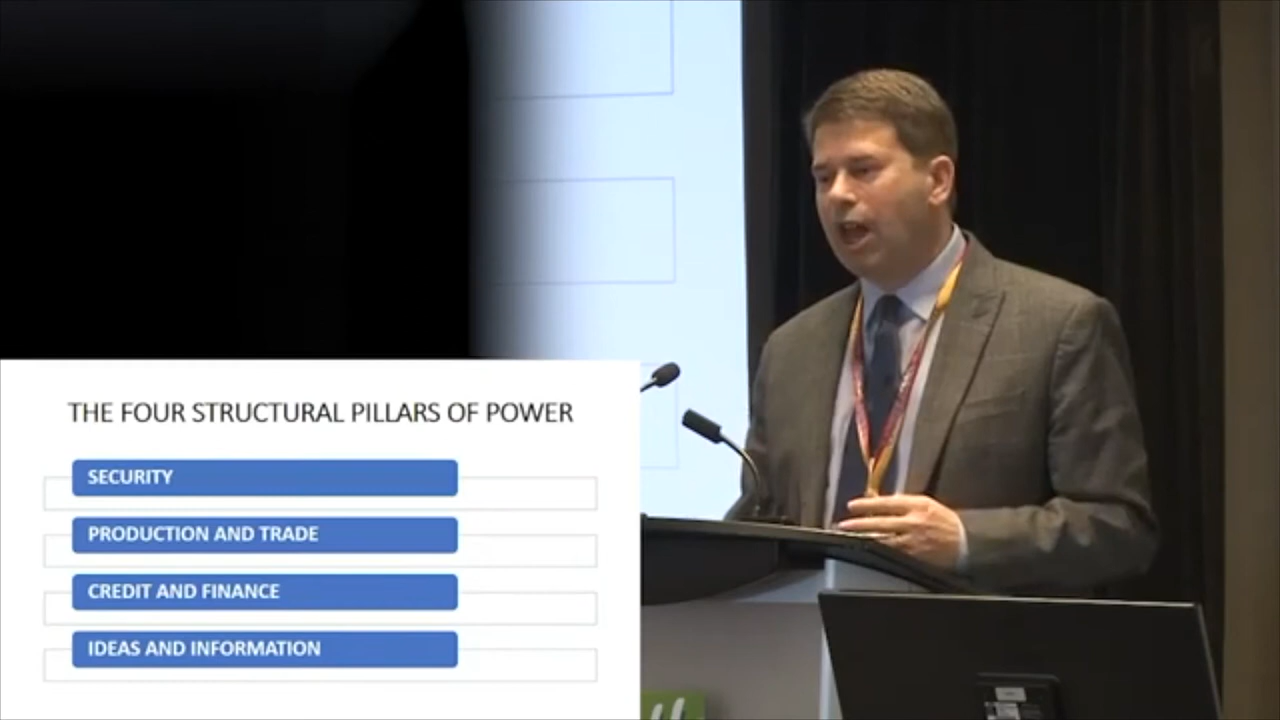 THE FOUR STRUCTURAL PILLARS OF POWER
SECURITY
PRODUCTION AND TRADE
CREDIT AND FINANCE
IDEAS AND INFORMATION